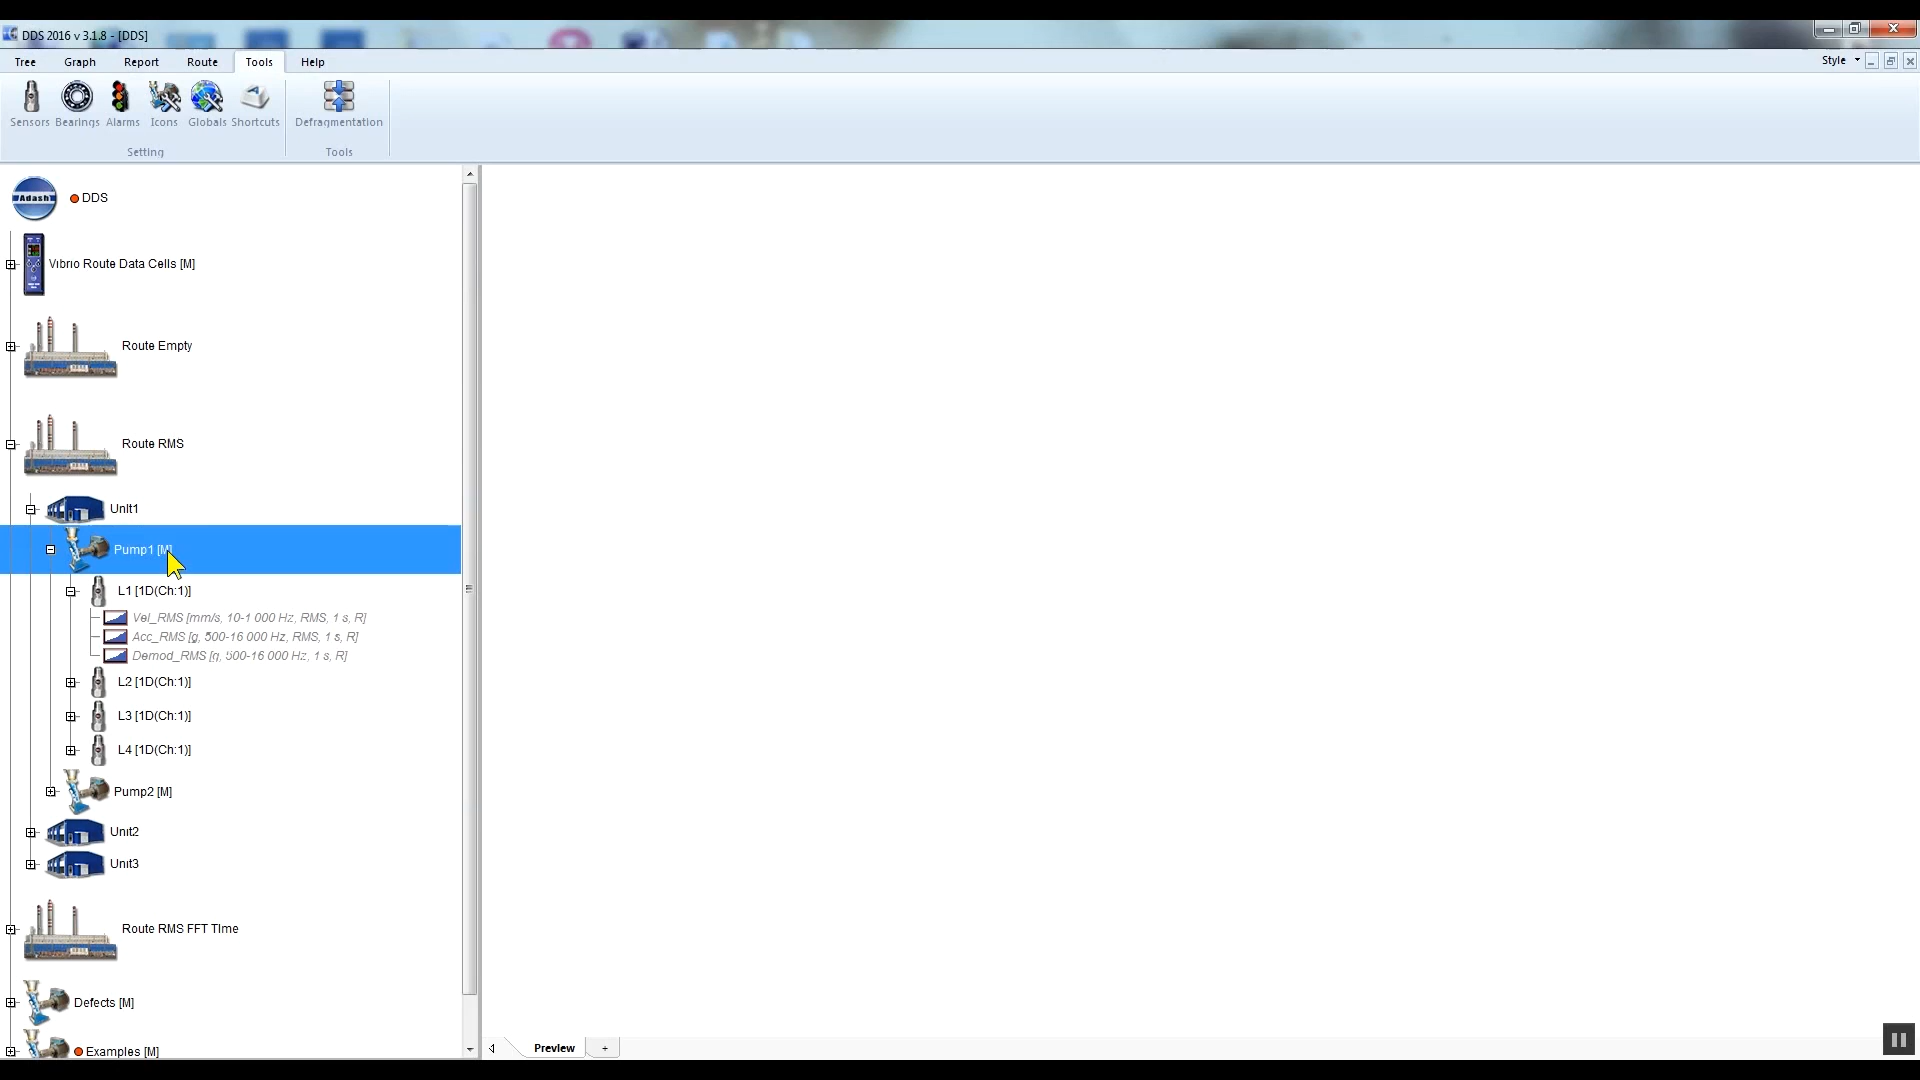 DDS 2016 v 3.1.8 - [DDS]
Tree Graph Report Route Tools Help Style
Sensors Bearings Alarms Icons Globals Shortcuts Defragmentation
Setting Tools
Adash DDS
Vibrio Route Data Cells [M]
Route Empty
Route RMS
Unit1
Pump1 [M]
L1 [1D(Ch:1)]
Vel_RMS [mm/s, 10-1 000 Hz, RMS, 1 s, R]
Acc_RMS [g, 500-16 000 Hz, RMS, 1 s, R]
Demod_RMS [g, 500-16 000 Hz, 1 s, R]
L2 [1D(Ch:1)]
L3 [1D(Ch:1)]
L4 [1D(Ch:1)]
Pump2 [M]
Unit2
Unit3
Route RMS FFT Time
Defects [M]
Examples [M]
Preview +